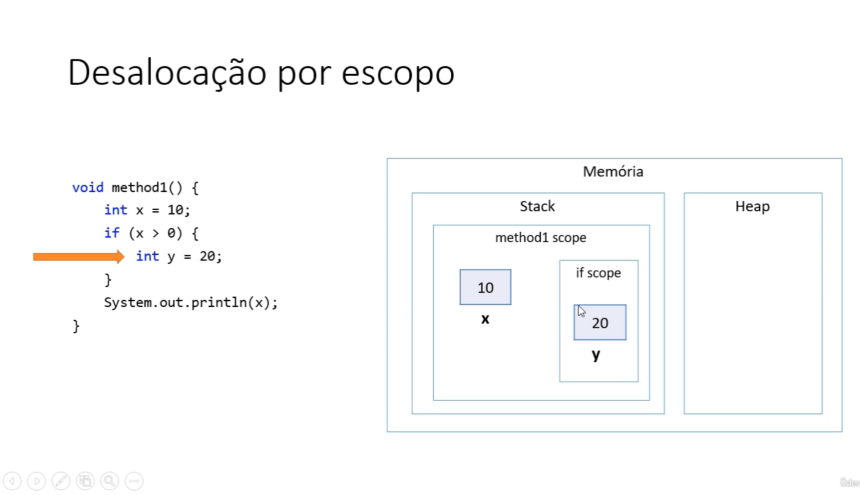 Desalocação por escopo
void method1() {
int x = 10;
if (x > 0) {
int y = 20;
}
System.out.println(x);
}
Memória
Stack
Heap
method1 scope
if scope
10
x
20
y